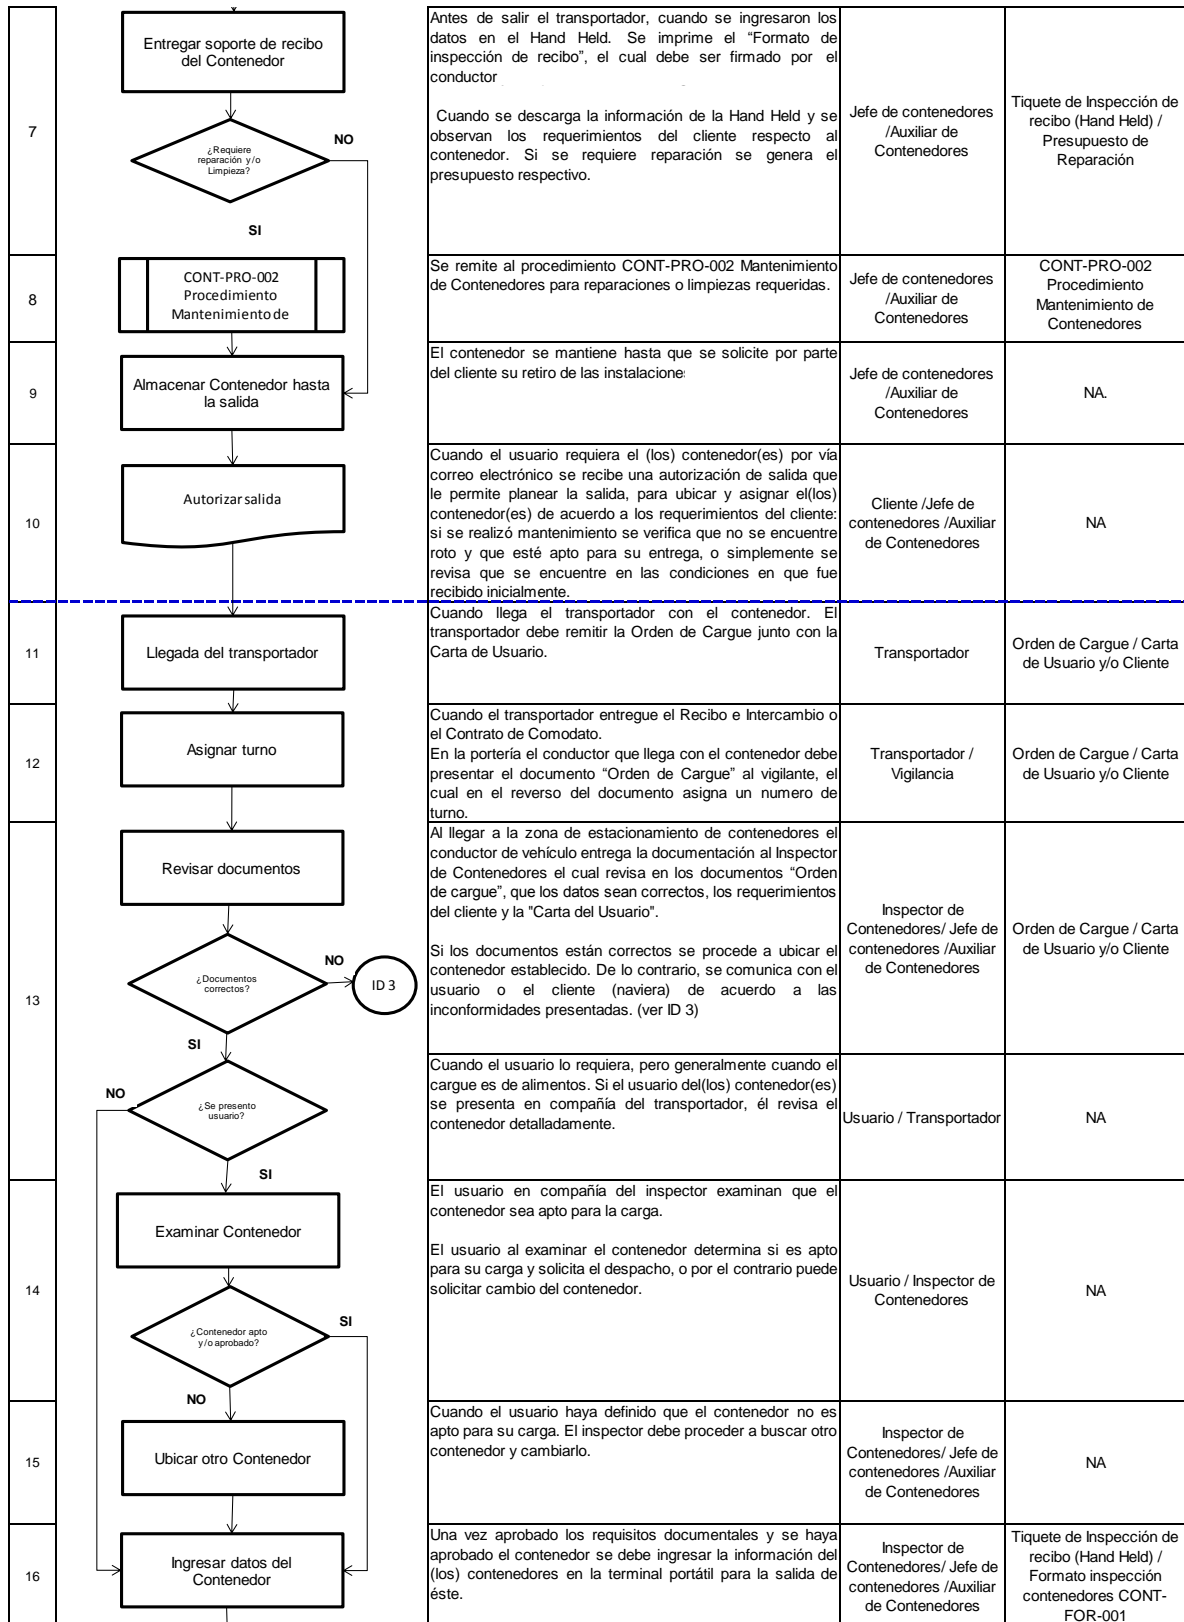 7
Entregar soporte de recibo
del Contenedor
¿Requiere
reparación y/o
Limpieza?
NO
SI
Antes de salir el transportador, cuando se ingresaron los
datos en el Hand Held. Se imprime el “Formato de
inspección de recibo”, el cual debe ser firmado por el
conductor
Cuando se descarga la información de la Hand Held y se
observan los requerimientos del cliente respecto al
contenedor. Si se requiere reparación se genera el
presupuesto respectivo.
Jefe de contenedores
/Auxiliar de
Contenedores
Tiquete de Inspección de
recibo (Hand Held) /
Presupuesto de
Reparación
8
CONT-PRO-002
Procedimiento
Mantenimiento de
Se remite al procedimiento CONT-PRO-002 Mantenimiento
de Contenedores para reparaciones o limpiezas requeridas.
Jefe de contenedores
/Auxiliar de
Contenedores
CONT-PRO-002
Procedimiento
Mantenimiento de
Contenedores
9
Almacenar Contenedor hasta
la salida
El contenedor se mantiene hasta que se solicite por parte
del cliente su retiro de las instalacione
Jefe de contenedores
/Auxiliar de
Contenedores
NA.
10
Autorizar salida
Cuando el usuario requiera el (los) contenedor(es) por vía
correo electrónico se recibe una autorización de salida que
le permite planear la salida, para ubicar y asignar el(los)
contenedor(es) de acuerdo a los requerimientos del cliente:
si se realizó mantenimiento se verifica que no se encuentre
roto y que esté apto para su entrega, o simplemente se
revisa que se encuentre en las condiciones en que fue
recibido inicialmente.
Cliente /Jefe de
contenedores /Auxiliar
de Contenedores
NA
11
Llegada del transportador
Cuando llega el transportador con el contenedor. El
transportador debe remitir la Orden de Cargue junto con la
Carta de Usuario.
Transportador
Orden de Cargue / Carta
de Usuario y/o Cliente
12
Asignar turno
Cuando el transportador entregue el Recibo e Intercambio o
el Contrato de Comodato.
En la portería el conductor que llega con el contenedor debe
presentar el documento “Orden de Cargue” al vigilante, el
cual en el reverso del documento asigna un numero de
turno.
Transportador /
Vigilancia
Orden de Cargue / Carta
de Usuario y/o Cliente
13
Revisar documentos
¿Documentos
correctos?
NO
ID 3
SI
Al llegar a la zona de estacionamiento de contenedores el
conductor de vehículo entrega la documentación al Inspector
de Contenedores el cual revisa en los documentos “Orden
de cargue”, que los datos sean correctos, los requerimientos
del cliente y la "Carta del Usuario".
Si los documentos están correctos se procede a ubicar el
contenedor establecido. De lo contrario, se comunica con el
usuario o el cliente (naviera) de acuerdo a las
inconformidades presentadas. (ver ID 3)
Inspector de
Contenedores/ Jefe de
contenedores /Auxiliar
de Contenedores
Orden de Cargue / Carta
de Usuario y/o Cliente
NO
¿Se presento
usuario?
SI
Cuando el usuario lo requiera, pero generalmente cuando el
cargue es de alimentos. Si el usuario del(los) contenedor(es)
se presenta en compañía del transportador, él revisa el
contenedor detalladamente.
Usuario / Transportador
NA
14
Examinar Contenedor
¿Contenedor apto
y/o aprobado?
SI
NO
El usuario en compañía del inspector examinan que el
contenedor sea apto para la carga.
El usuario al examinar el contenedor determina si es apto
para su carga y solicita el despacho, o por el contrario puede
solicitar cambio del contenedor.
Usuario / Inspector de
Contenedores
NA
15
Ubicar otro Contenedor
Cuando el usuario haya definido que el contenedor no es
apto para su carga. El inspector debe proceder a buscar otro
contenedor y cambiarlo.
Inspector de
Contenedores/ Jefe de
contenedores /Auxiliar
de Contenedores
NA
16
Ingresar datos del
Contenedor
Una vez aprobado los requisitos documentales y se haya
aprobado el contenedor se debe ingresar la información del
(los) contenedores en la terminal portátil para la salida de
éste.
Inspector de
Contenedores/ Jefe de
contenedores /Auxiliar
de Contenedores
Tiquete de Inspección de
recibo (Hand Held) /
Formato inspección
contenedores CONT-
FOR-001